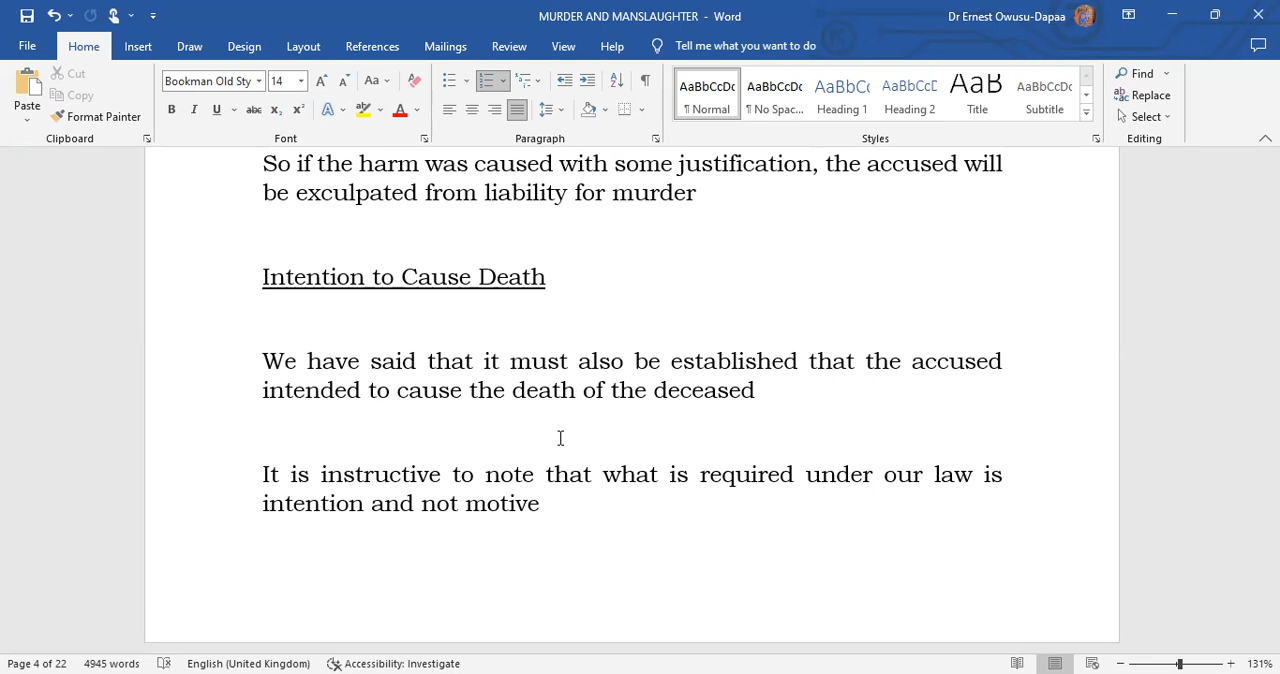 MURDER AND MANSLAUGHTER - Word
Dr Ernest Owusu-Dapaa
File Home Insert Draw Design Layout References Mailings Review View Help Tell me what you want to do
Paste
Cut
Copy
Format Painter
Clipboard
Bookman Old Sty 14
Font
Paragraph
AaBbCcDc AaBbCcDc AaBbCc AaBbCcD AaB AaBbCcDc
¶ Normal ¶ No Spac... Heading 1 Heading 2 Title Subtitle
Styles
Find
Replace
Select
Editing
So if the harm was caused with some justification, the accused will
be exculpated from liability for murder
Intention to Cause Death
We have said that it must also be established that the accused
intended to cause the death of the deceased
It is instructive to note that what is required under our law is
intention and not motive
Page 4 of 22 4945 words English (United Kingdom) Accessibility: Investigate 131%